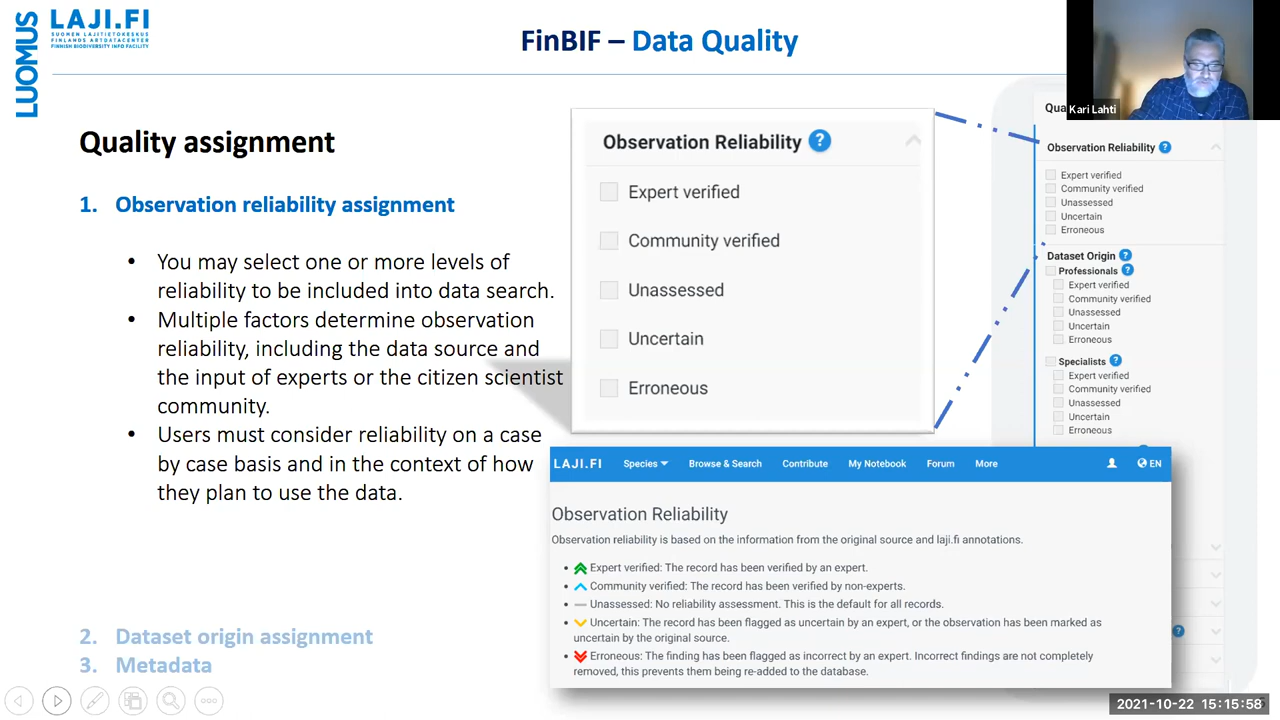 LUOMUS
LAJI.FI
SUOMEN LAJITIETOKESKUS
FINLANDS ARTDATACENTER
FINNISH BIODIVERSITY INFO FACILITY
FinBIF – Data Quality
Kari Lahti
Quality assignment
1. Observation reliability assignment
• You may select one or more levels of
reliability to be included into data search.
• Multiple factors determine observation
reliability, including the data source and
the input of experts or the citizen scientist
community.
• Users must consider reliability on a case
by case basis and in the context of how
they plan to use the data.
2. Dataset origin assignment
3. Metadata
Observation Reliability ?
Expert verified
Community verified
Unassessed
Uncertain
Erroneous
Observation Reliability ?
Expert verified
Community verified
Unassessed
Uncertain
Erroneous
Dataset Origin ?
Professionals ?
Expert verified
Community verified
Unassessed
Uncertain
Erroneous
Specialists ?
Expert verified
Community verified
Unassessed
Uncertain
Erroneous
LAJI.FI Species Browse & Search Contribute My Notebook Forum More EN
Observation Reliability
Observation reliability is based on the information from the original source and laji.fi annotations.
• Expert verified: The record has been verified by an expert.
• Community verified: The record has been verified by non-experts.
• Unassessed: No reliability assessment. This is the default for all records.
• Uncertain: The record has been flagged as uncertain by an expert, or the observation has been marked as
uncertain by the original source.
• Erroneous: The finding has been flagged as incorrect by an expert. Incorrect findings are not completely
removed, this prevents them being re-added to the database.
?
2021-10-22 15:15:58